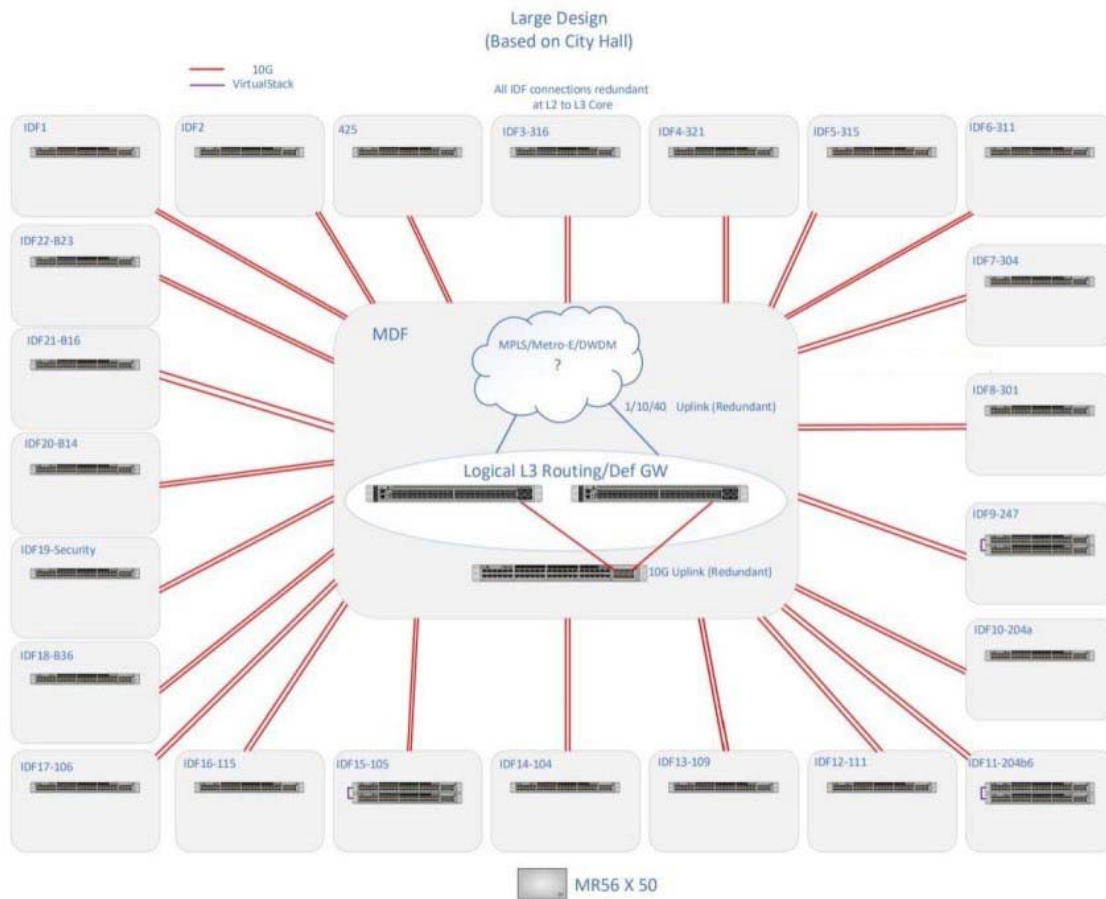 Large Design
(Based on City Hall)
10G
VirtualStack
All IDF connections redundant
at L2 to L3 Core
IDF1
IDF2
425
IDF3-316
IDF4-321
IDF5-315
IDF6-311
IDF22-B23
IDF7-304
MDF
IDF21-B16
MPLS/Metro-E/DWDM
?
IDF8-301
1/10/40 Uplink (Redundant)
IDF20-B14
Logical L3 Routing/Def GW
IDF9-247
IDF19-Security
10G Uplink (Redundant)
IDF10-204a
IDF18-B36
IDF17-106
IDF16-115
IDF15-105
IDF14-104
IDF13-109
IDF12-111
IDF11-204b6
MR56 X 50